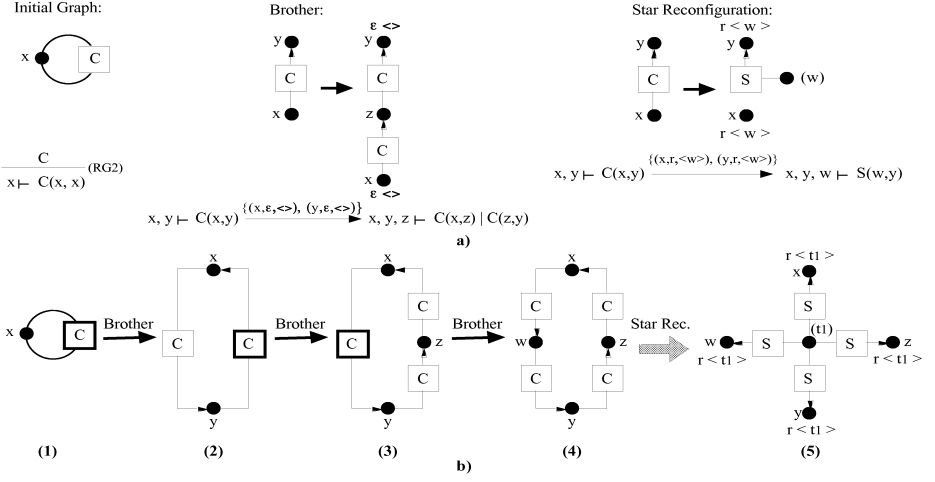 Initial Graph:
x
C
C
x ⊢ C(x, x)
(RG2)
Brother:
y
C
x
ε <>
y
C
z
C
x
ε <>
x, y ⊢ C(x,y)
{(x,ε,<>), (y,ε,<>)}
x, y, z ⊢ C(x,z) | C(z,y)
Star Reconfiguration:
y
C
x
r < w >
y
S
(w)
x
r < w >
x, y ⊢ C(x,y)
{(x,r,<w>), (y,r,<w>)}
x, y, w ⊢ S(w,y)
a)
x
C
Brother
x
C
C
y
Brother
x
C
C
z
C
y
Brother
x
C
C
w
z
C
C
y
Star Rec.
r < t1 >
x
S
(t1)
w
S
S
z
r < t1 >
r < t1 >
S
y
r < t1 >
(1)
(2)
(3)
(4)
(5)
b)